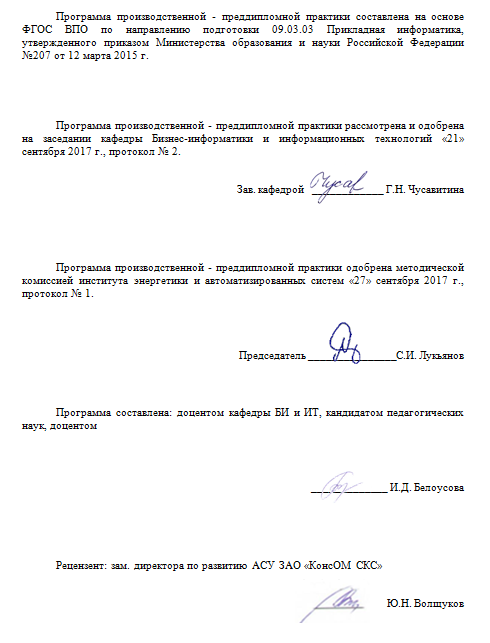 Программа производственной - преддипломной практики составлена на основе
ФГОС ВПО по направлению подготовки 09.03.03 Прикладная информатика,
утвержденного приказом Министерства образования и науки Российской Федерации
№207 от 12 марта 2015 г.
Программа производственной - преддипломной практики рассмотрена и одобрена
на заседании кафедры Бизнес-информатики и информационных технологий «21»
сентября 2017 г., протокол № 2.
Зав. кафедрой ____________ Г.Н. Чусавитина
Программа производственной - преддипломной практики одобрена методической
комиссией института энергетики и автоматизированных систем «27» сентября 2017 г.,
протокол № 1.
Председатель ________________С.И. Лукьянов
Программа составлена: доцентом кафедры БИ и ИТ, кандидатом педагогических
наук, доцентом
______________ И.Д. Белоусова
Рецензент: зам. директора по развитию АСУ ЗАО «КонсОМ СКС»
Ю.Н. Волщуков